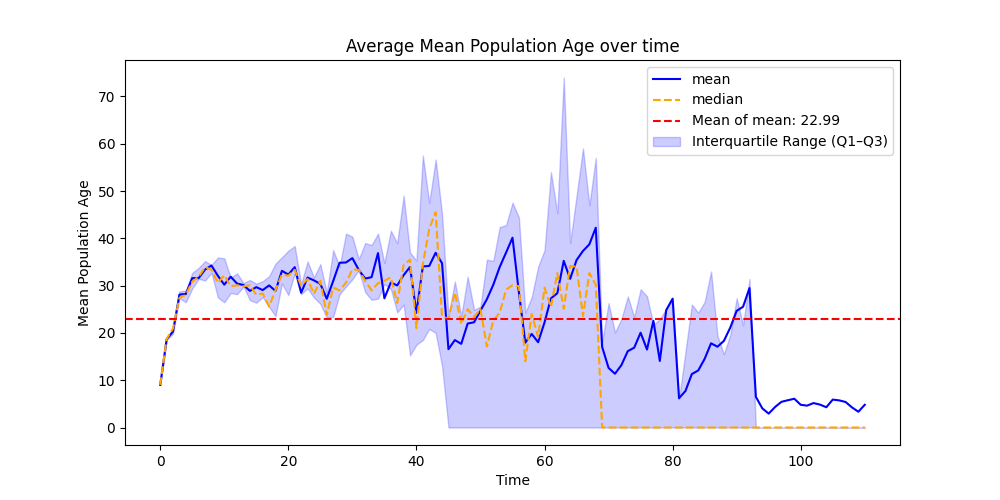 Average Mean Population Age over time
mean
median
Mean of mean: 22.99
Interquartile Range (Q1–Q3)
Mean Population Age
70
60
50
40
30
20
10
0
0 20 40 60 80 100
Time